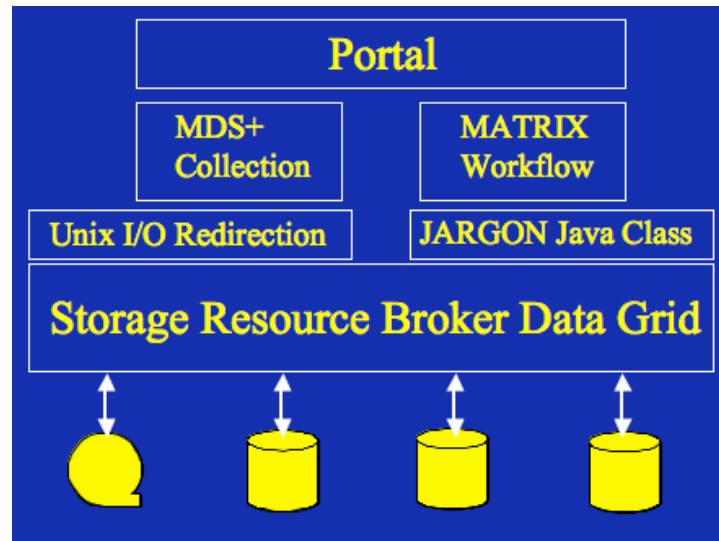 Portal
MDS+
Collection
MATRIX
Workflow
Unix I/O Redirection
JARGON Java Class
Storage Resource Broker Data Grid